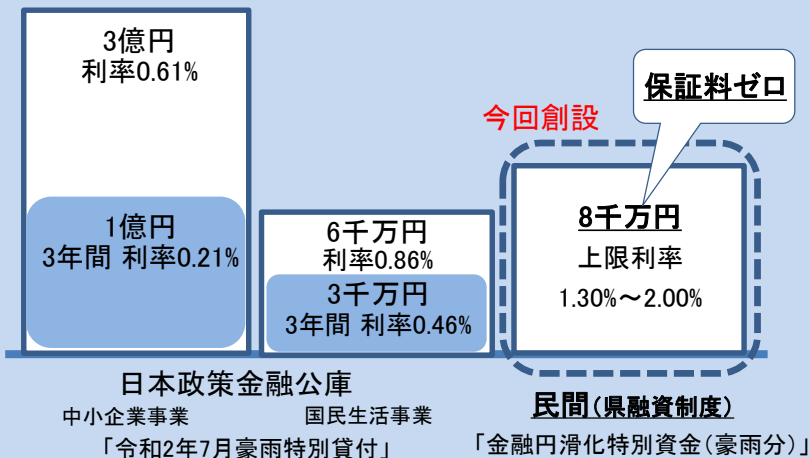 3億円
利率0.61%
1億円
3年間 利率0.21%
6千万円
利率0.86%
3千万円
3年間 利率0.46%
今回創設
保証料ゼロ
8千万円
上限利率
1.30%～2.00%
日本政策金融公庫
中小企業事業 国民生活事業
「令和2年7月豪雨特別貸付」
民間(県融資制度)
「金融円滑化特別資金(豪雨分)」